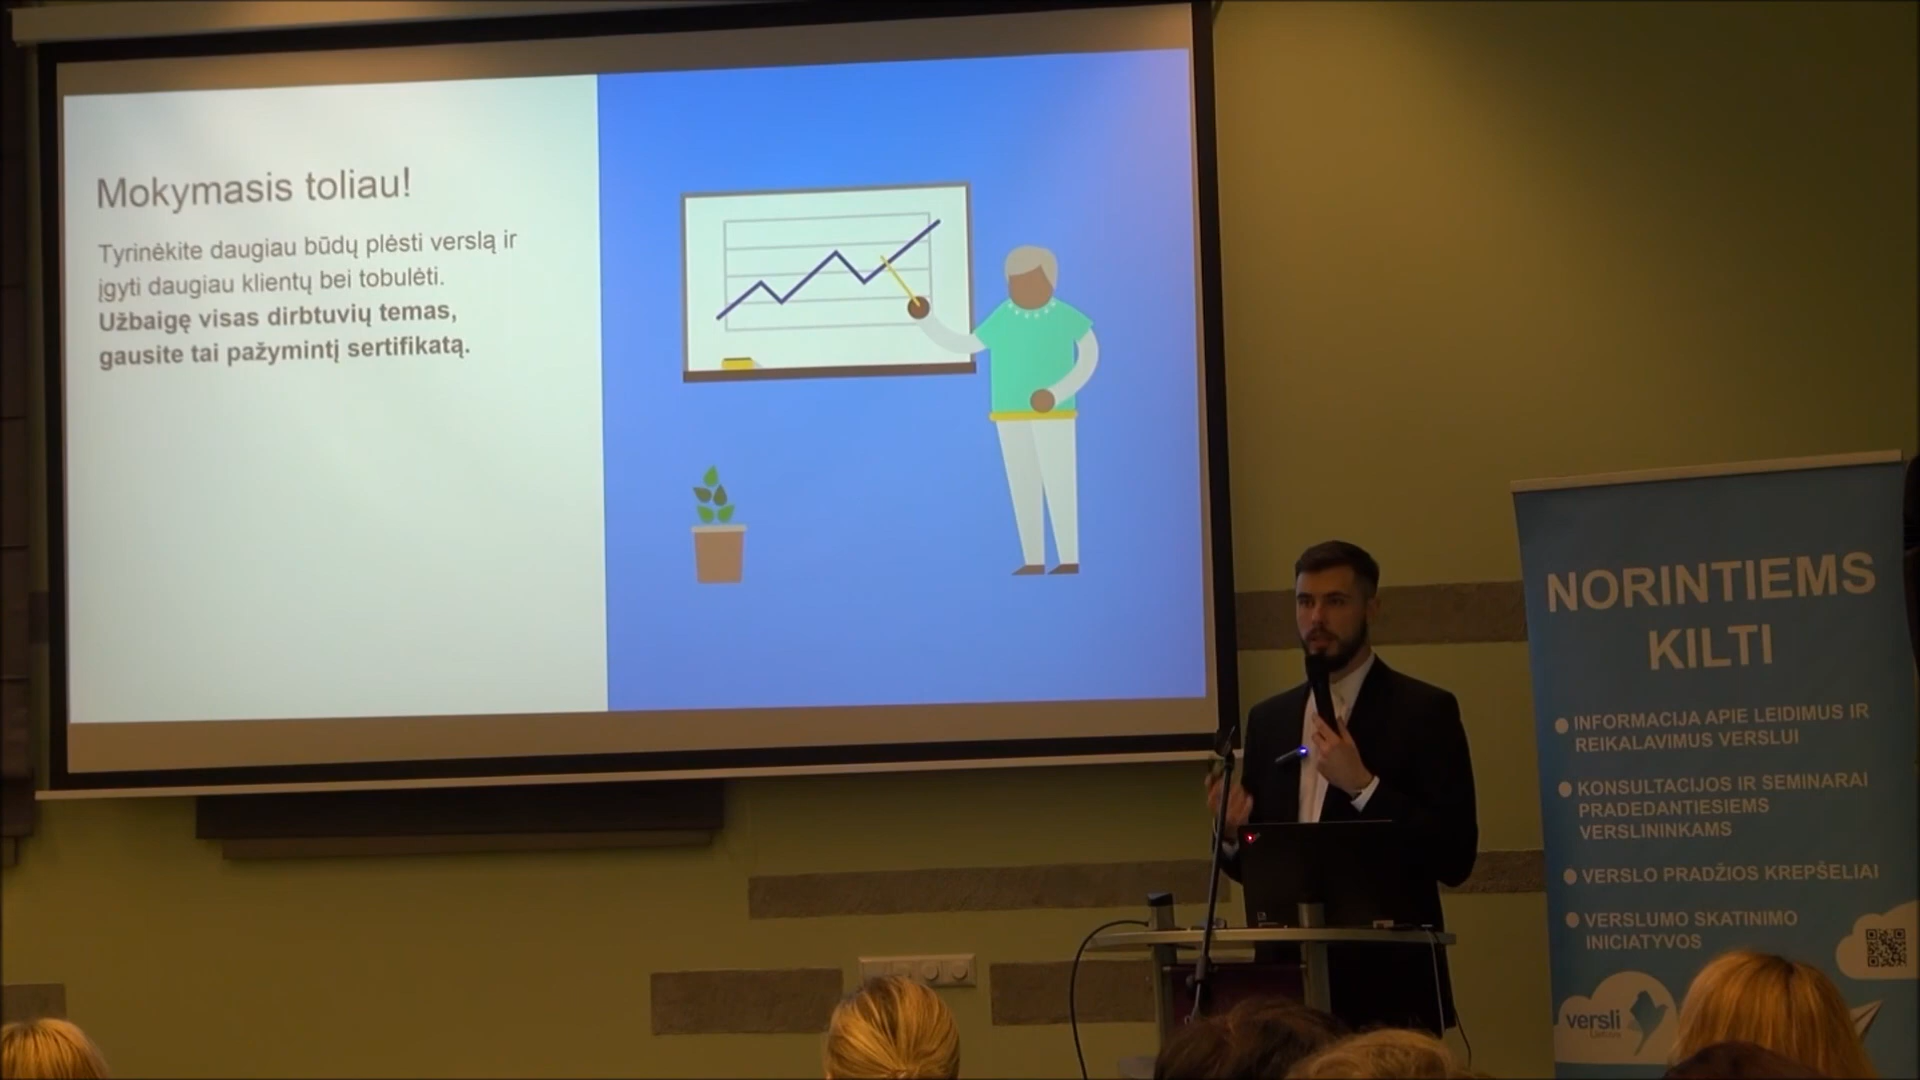 Mokymasis toliau!
Tyrinėkite daugiau būdų plėsti verslą ir
įgyti daugiau klientų bei tobulėti.
Užbaigę visas dirbtuvių temas,
gausite tai pažymintį sertifikatą.
NORINTIEMS
KILTI
INFORMACIJA APIE LEIDIMUS IR
REIKALAVIMUS VERSLUI
KONSULTACIJOS IR SEMINARAI
PRADEDANTIESIEMS
VERSLININKAMS
VERSLO PRADŽIOS KREPŠELIAI
VERSLUMO SKATINIMO
INICIATYVOS
versli
Lietuva